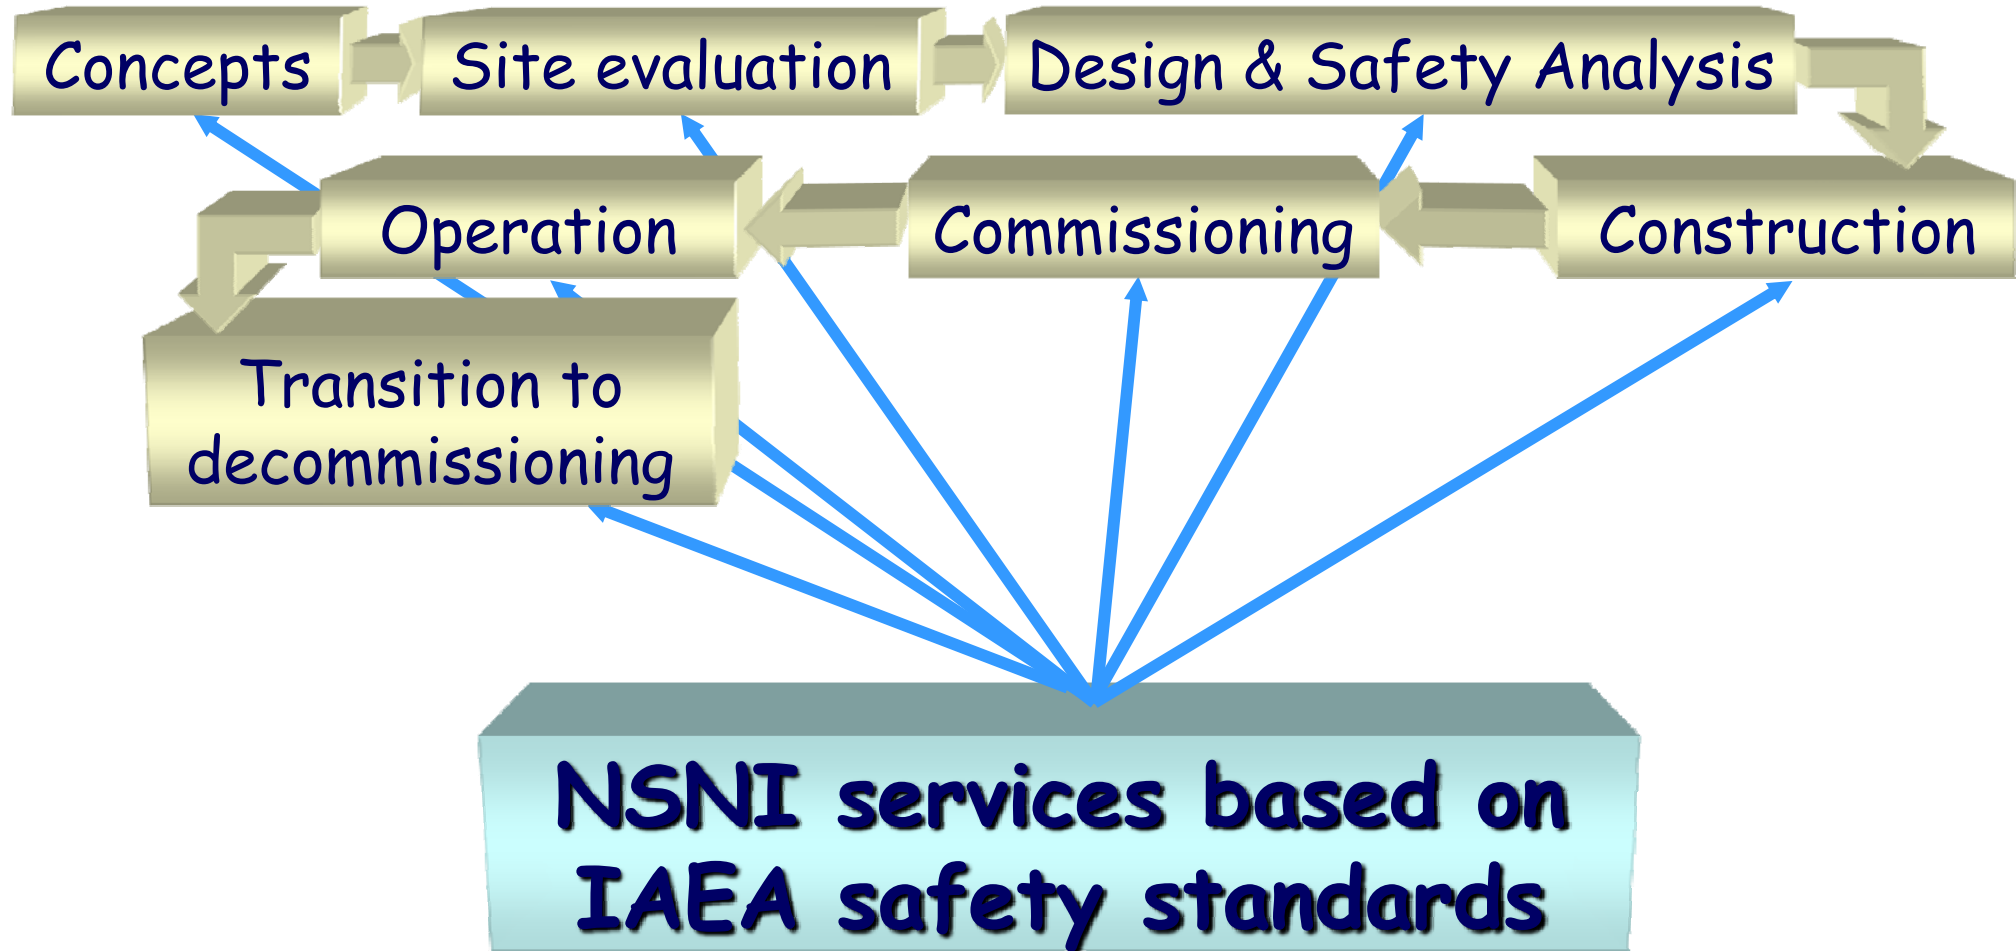 Concepts
Site evaluation
Design & Safety Analysis
Operation
Commissioning
Construction
Transition to
decommissioning
NSNI services based on
IAEA safety standards